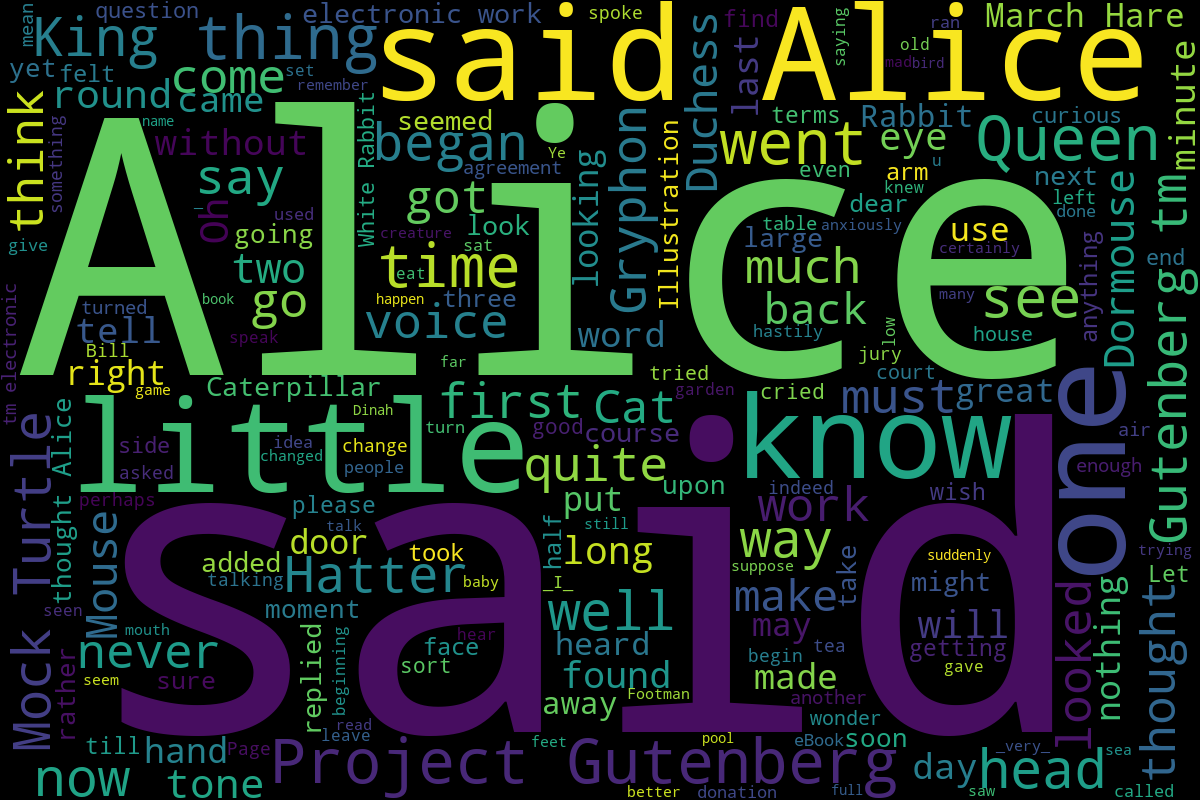 mean
question
electronic work
spoke
find
ran
March Hare
King
thing
said Alice
Duchess
last
saying
old
mad
bird
minute
yet
felt
come
set
remember
round
came
think
something
name
without
White Rabbit
seemed
began
Ye
agreement
looking
Gryphon
Illustration
went
terms
Rabbit
curious
Queen
eye
even
u
knew
arm
next
left
done
Dormouse
tm
Alice
say
_
Oh
used
got
look
sat
creature
give
going
two
time
eat
dear
table
anxiously
large
use
certainly
much
see
many
anything
end
Gutenberg tm
tm electronic
turned
tell
go
book
happen
three
voice
word
back
hastily
house
low
speak
Bill
right
game
far
tried
jury
court
Caterpillar
Dinah
first
Cat
garden
cried
must
great
one
little
side
asked
idea
changed
change
people
turn
good
course
know
air
enough
Mock Turtle
thought Alice
quite
upon
indeed
wish
perhaps
please
talk
put
still
work
said
Mouse
door
added
took
half
long
way
suppose
suddenly
trying
talking
Hatter
baby
_I_
make
take
might
Let
seen
moment
well
may
will
looked
nothing
thought
mouth
never
hear
face
heard
begin
tea
getting
gave
rather
seem
sure
replied
beginning
sort
found
made
Footman
another
away
wonder
till
hand
Page
read
leave
feet
pool
eBook
soon
_very_
sea
now
tone
Project Gutenberg
better
donation
full
day
head
saw
called